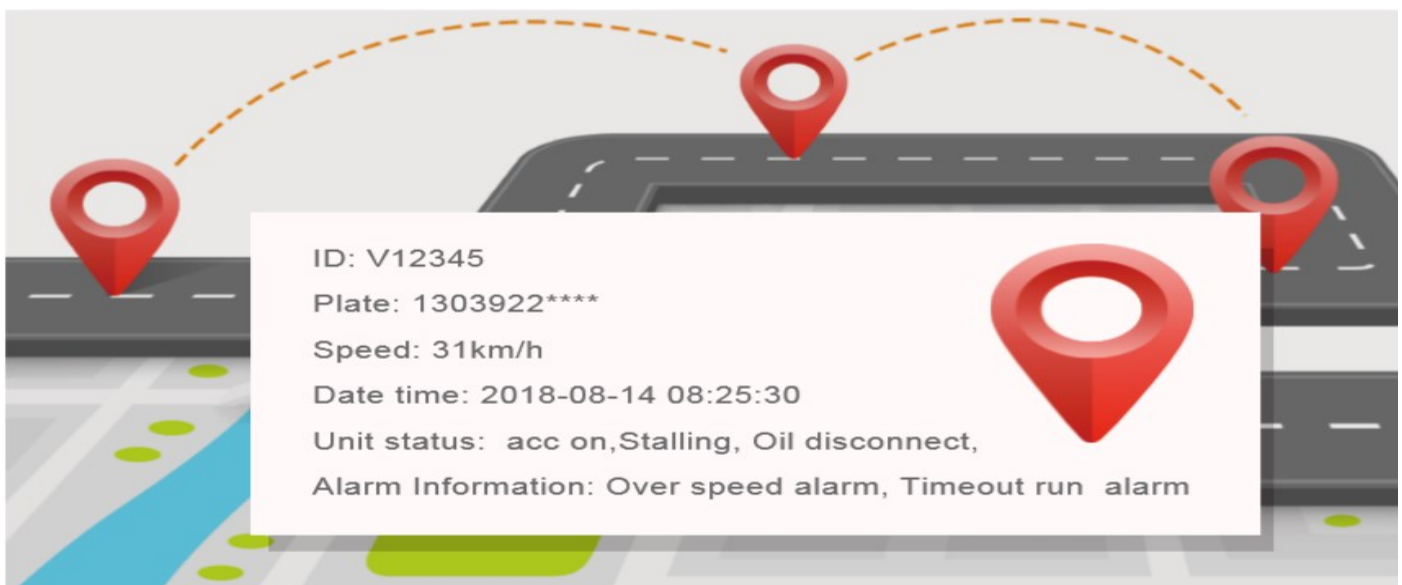 ID: V12345
Plate: 1303922****
Speed: 31km/h
Date time: 2018-08-14 08:25:30
Unit status:  acc on,Stalling, Oil disconnect,
Alarm Information: Over speed alarm, Timeout run  alarm